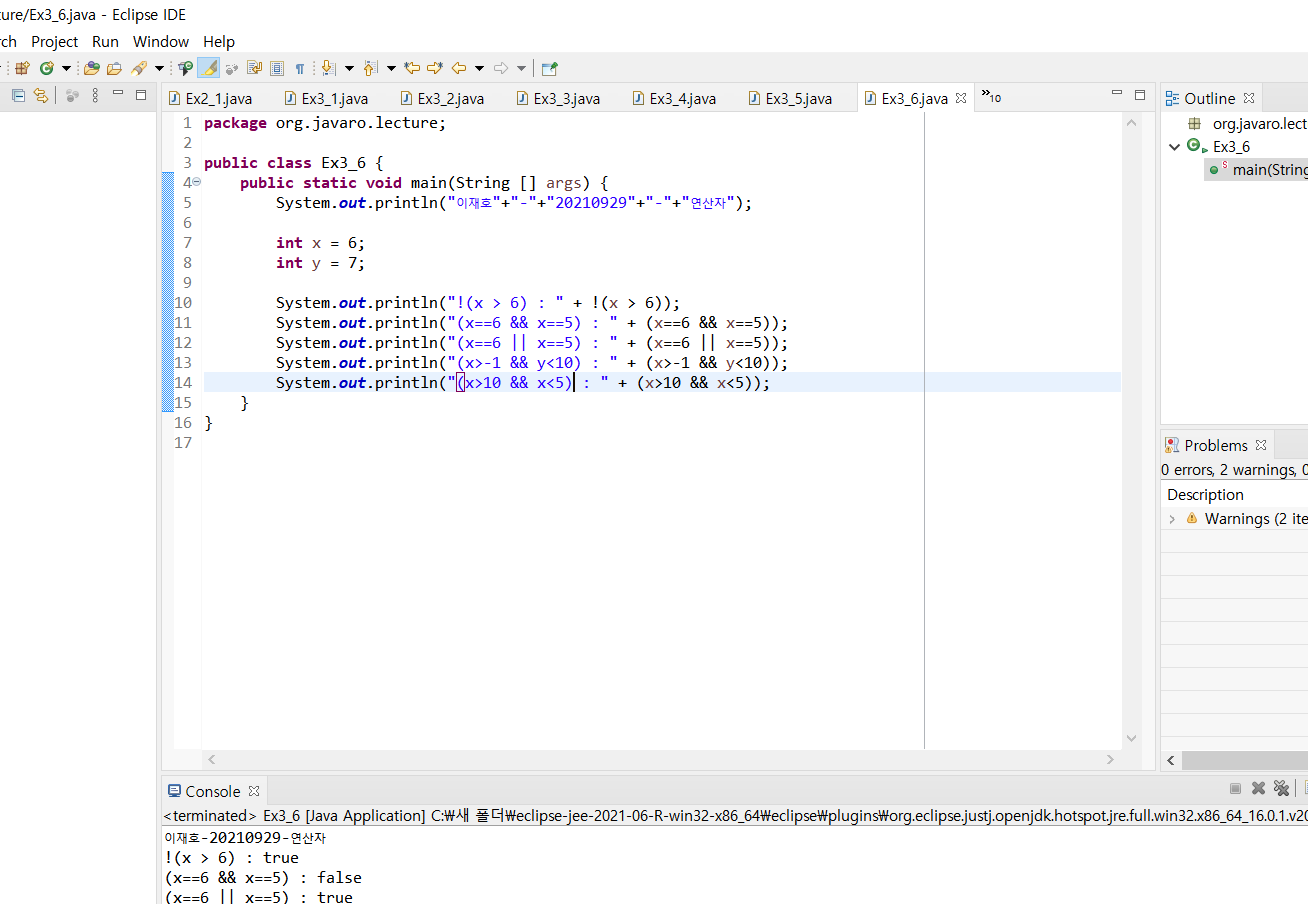 ure/Ex3_6.java - Eclipse IDE
rch Project Run Window Help
Ex2_1.java Ex3_1.java Ex3_2.java Ex3_3.java Ex3_4.java Ex3_5.java Ex3_6.java »10
1 package org.javaro.lecture;
2
3 public class Ex3_6 {
4 public static void main(String [] args) {
5 System.out.println("이재호"+"-"+"20210929"+"-"+"연산자");
6
7 int x = 6;
8 int y = 7;
9
10 System.out.println("!(x > 6) : " + !(x > 6));
11 System.out.println("(x==6 && x==5) : " + (x==6 && x==5));
12 System.out.println("(x==6 || x==5) : " + (x==6 || x==5));
13 System.out.println("(x>-1 && y<10) : " + (x>-1 && y<10));
14 System.out.println("(x>10 && x<5) : " + (x>10 && x<5));
15 }
16 }
17
Outline
org.javaro.lect
Ex3_6
main(String
Problems
0 errors, 2 warnings, 0
Description
Warnings (2 ite
Console
<terminated> Ex3_6 [Java Application] C:₩새 폴더₩eclipse-jee-2021-06-R-win32-x86_64₩eclipse₩plugins₩org.eclipse.justj.openjdk.hotspot.jre.full.win32.x86_64_16.0.1.v20
이재호-20210929-연산자
!(x > 6) : true
(x==6 && x==5) : false
(x==6 || x==5) : true